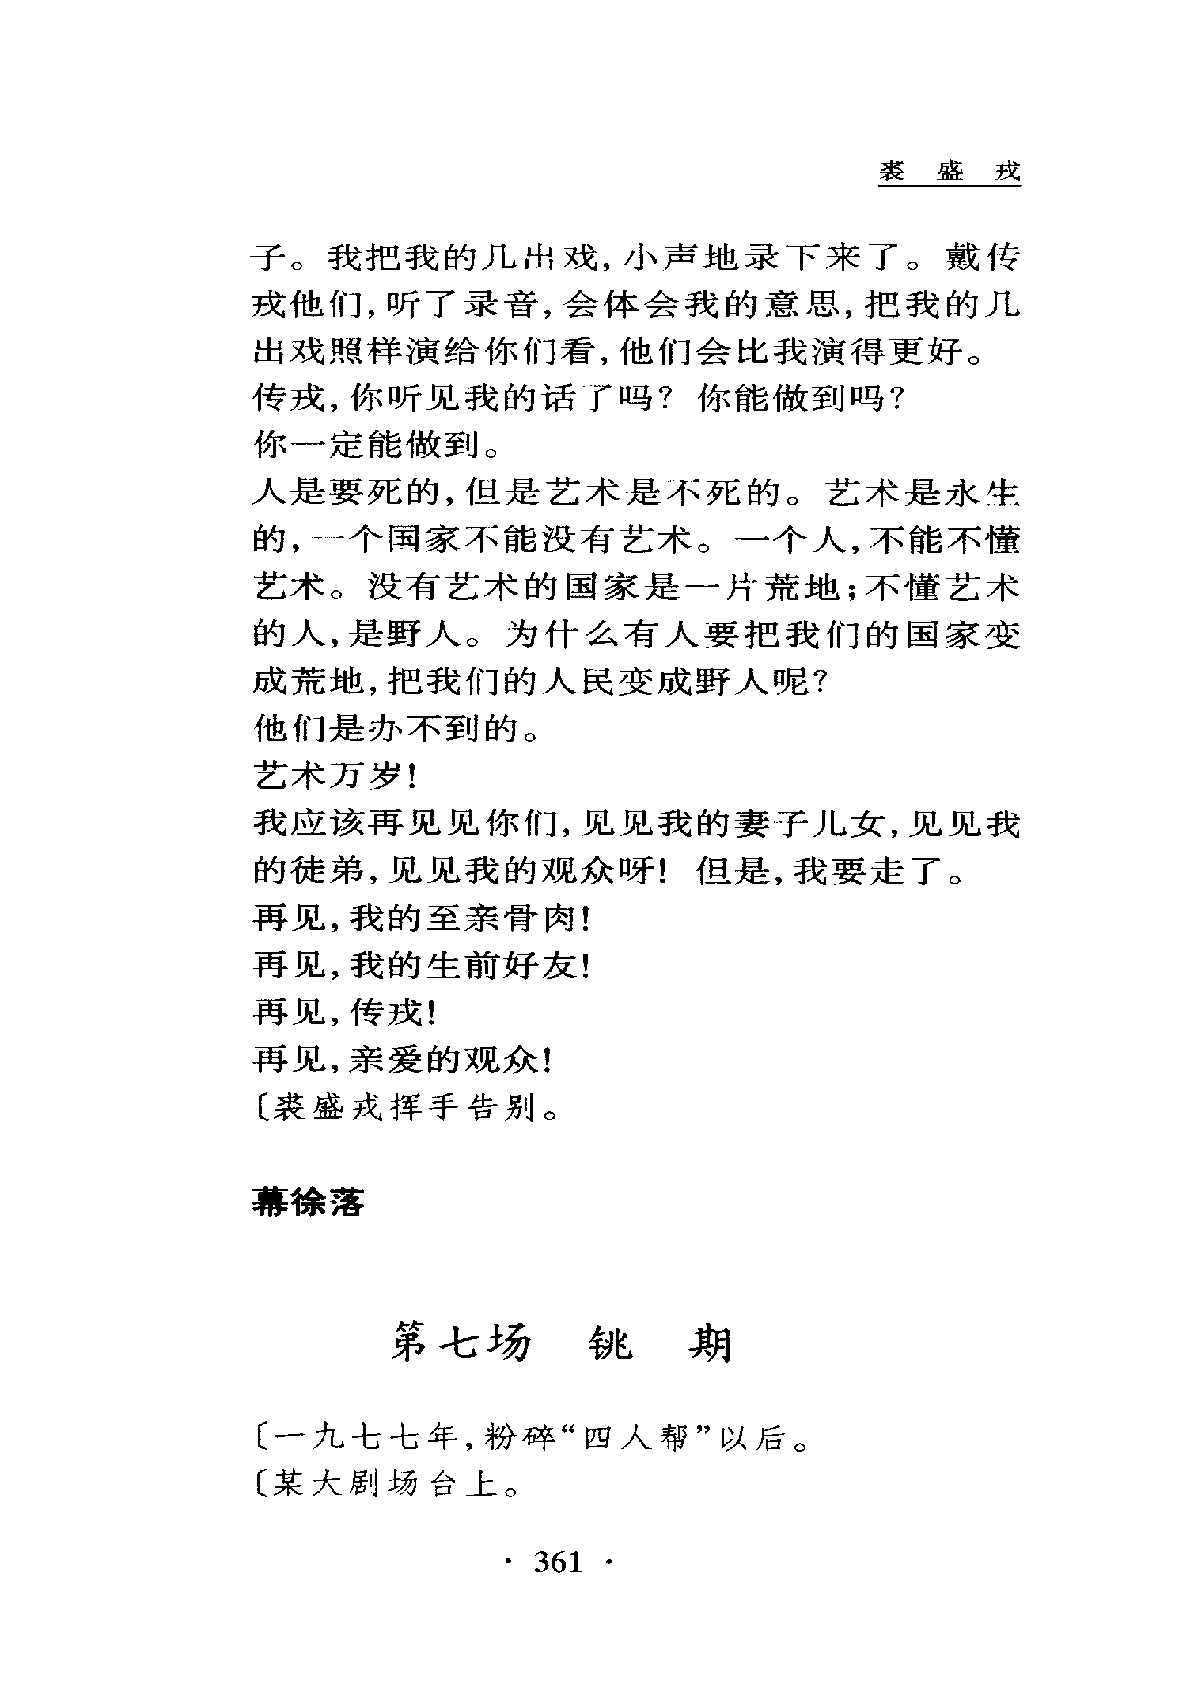 裘 盛 戎
子。我把我的几出戏,小声地录下来了。戴传
戎他们,听了录音,会体会我的意思,把我的几
出戏照样演给你们看,他们会比我演得更好。
传戎,你听见我的话了吗? 你能做到吗?
你一定能做到。
人是要死的,但是艺术是不死的。艺术是永生
的,一个国家不能没有艺术。一个人,不能不懂
艺术。没有艺术的国家是一片荒地;不懂艺术
的人,是野人。为什么有人要把我们的国家变
成荒地,把我们的人民变成野人呢?
他们是办不到的。
艺术万岁!
我应该再见见你们,见见我的妻子儿女,见见我
的徒弟,见见我的观众呀! 但是,我要走了。
再见,我的至亲骨肉!
再见,我的生前好友!
再见,传戎!
再见,亲爱的观众!
〔裘盛戎挥手告别。
幕徐落
第七场 铫 期
〔一九七七年,粉碎“四人帮”以后。
〔某大剧场台上。
· 361 ·